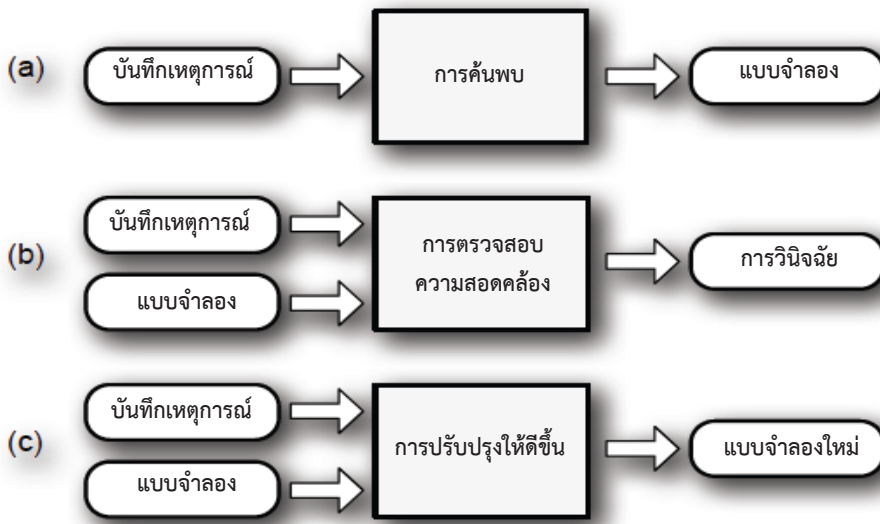 (a)
บันทึกเหตุการณ์
การค้นพบ
แบบจำลอง
(b)
บันทึกเหตุการณ์
แบบจำลอง
การตรวจสอบ
ความสอดคล้อง
การวินิจฉัย
(c)
บันทึกเหตุการณ์
แบบจำลอง
การปรับปรุงให้ดีขึ้น
แบบจำลองใหม่